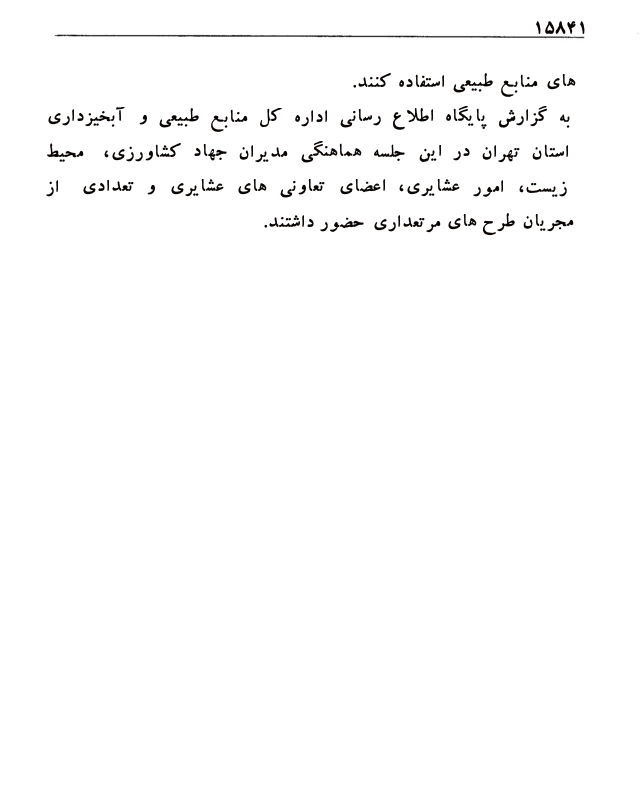 ۱۵۸۴۱
های منابع طبیعی استفاده کنند.
به گزارش پایگاه اطلاع رسانی اداره کل منابع طبیعی و آبخیزداری
استان تهران در این جلسه هماهنگی مدیران جهاد کشاورزی، محیط
زیست، امور عشایری، اعضای تعاونی های عشایری و تعدادی از
مجریان طرح های مرتعداری حضور داشتند.